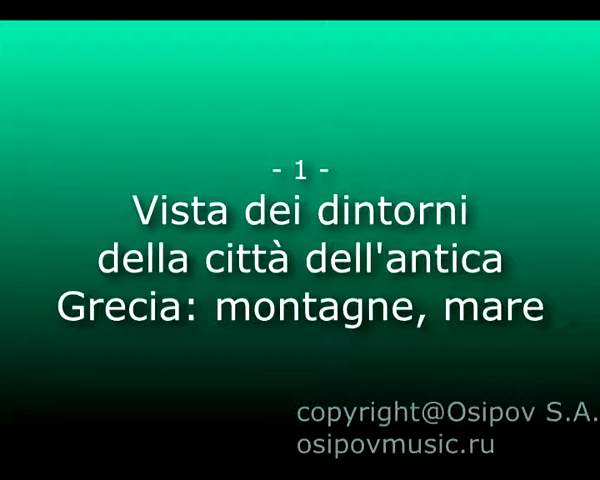 - 1 -
Vista dei dintorni
della città dell'antica
Grecia: montagne, mare
copyright@Osipov S.A.
osipovmusic.ru